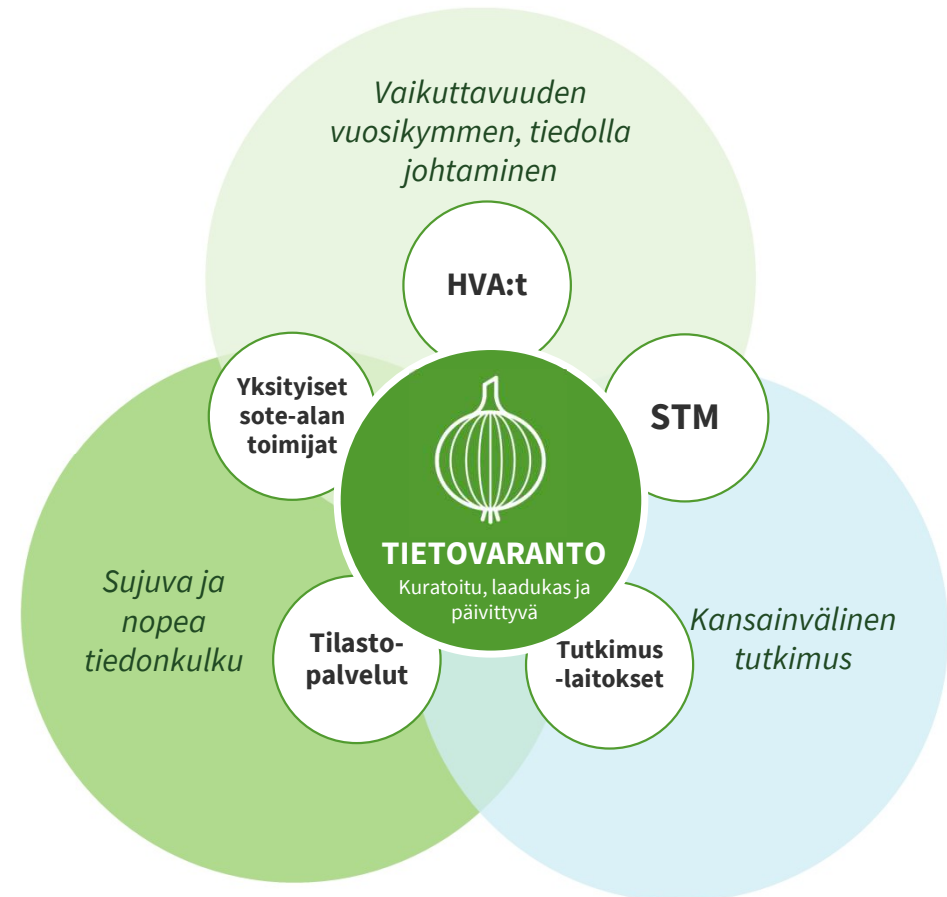 Vaikuttavuuden
vuosikymmen, tiedolla
johtaminen
HVA:t
Yksityiset
sote-alan
toimijat
STM
TIETOVARANTO
Kuratoitu, laadukas ja
päivittyvä
Sujuva ja
nopea
tiedonkulku
Tilasto-
palvelut
Tutkimus
-laitokset
Kansainvälinen
tutkimus